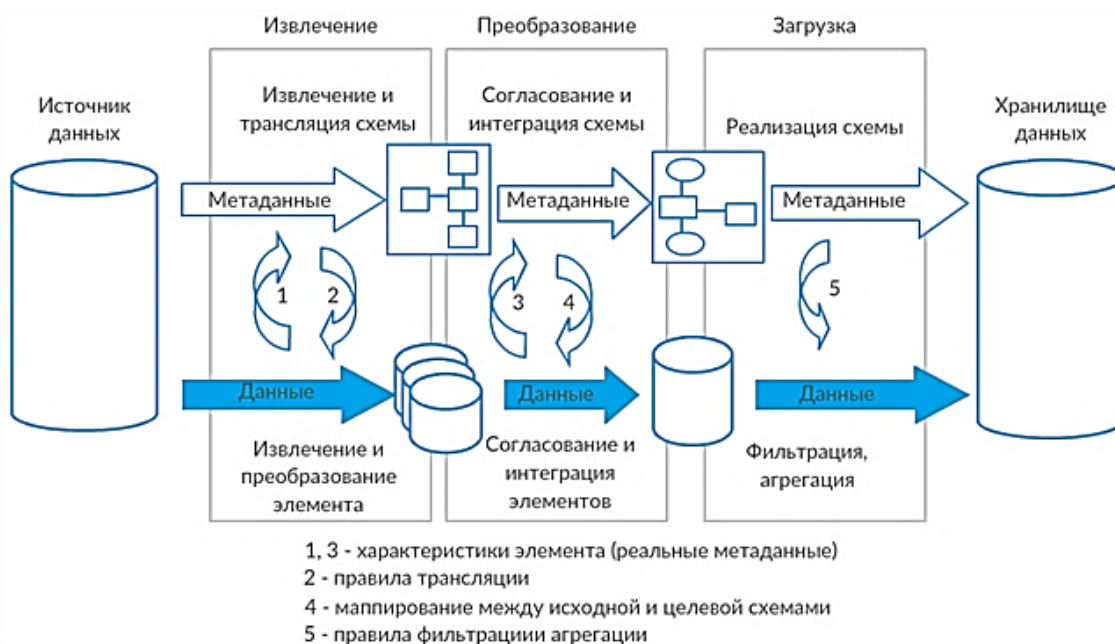 Извлечение
Преобразование
Загрузка
Источник
данных
Извлечение и
трансляция схемы
Согласование и
интеграция схемы
Реализация схемы
Хранилище
данных
Метаданные
Метаданные
Метаданные
1
2
3
4
5
Данные
Данные
Данные
Извлечение и
преобразование
элемента
Согласование и
интеграция
элементов
Фильтрация,
агрегация
1, 3 - характеристики элемента (реальные метаданные)
2 - правила трансляции
4 - маппирование между исходной и целевой схемами
5 - правила фильтрациии агрегации